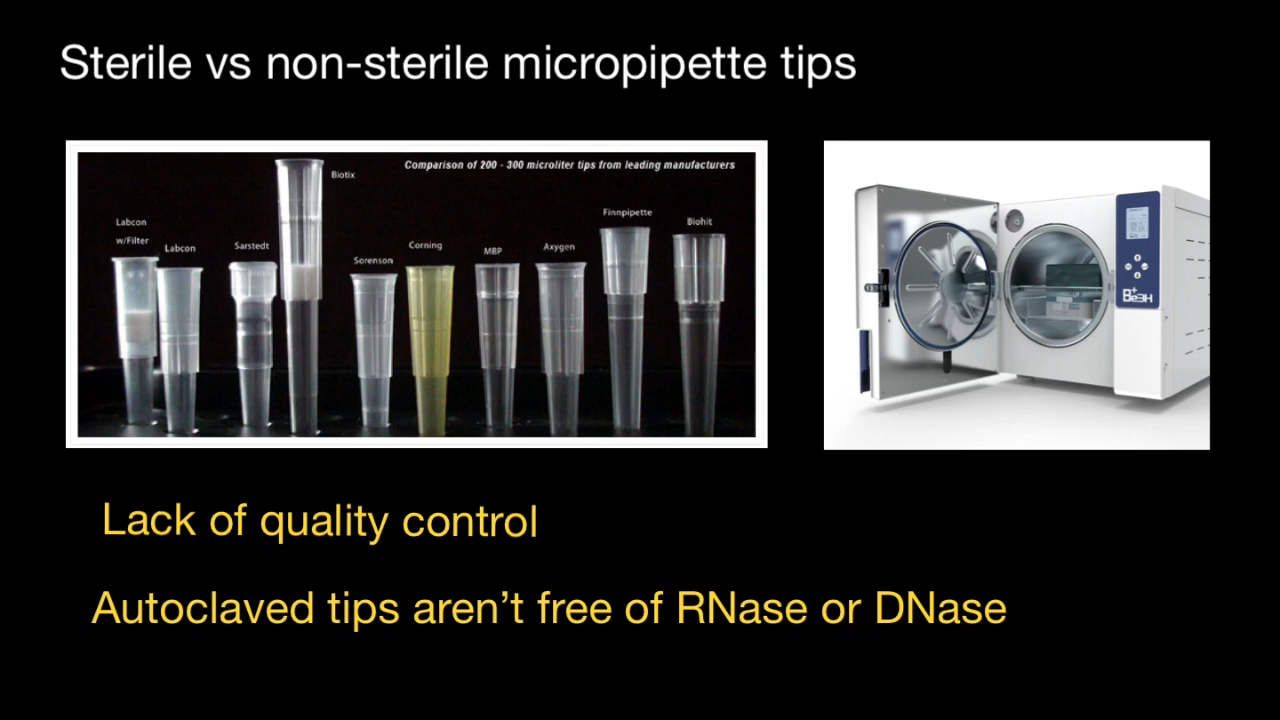 Sterile vs non-sterile micropipette tips
Comparison of 200 - 300 microliter tips from leading manufacturers
Labcon
w/Filter
Labcon
Sarstedt
Biotix
Sorenson
Corning
MBP
Axygen
Finnpipette
Biohit
Lack of quality control
Autoclaved tips aren’t free of RNase or DNase